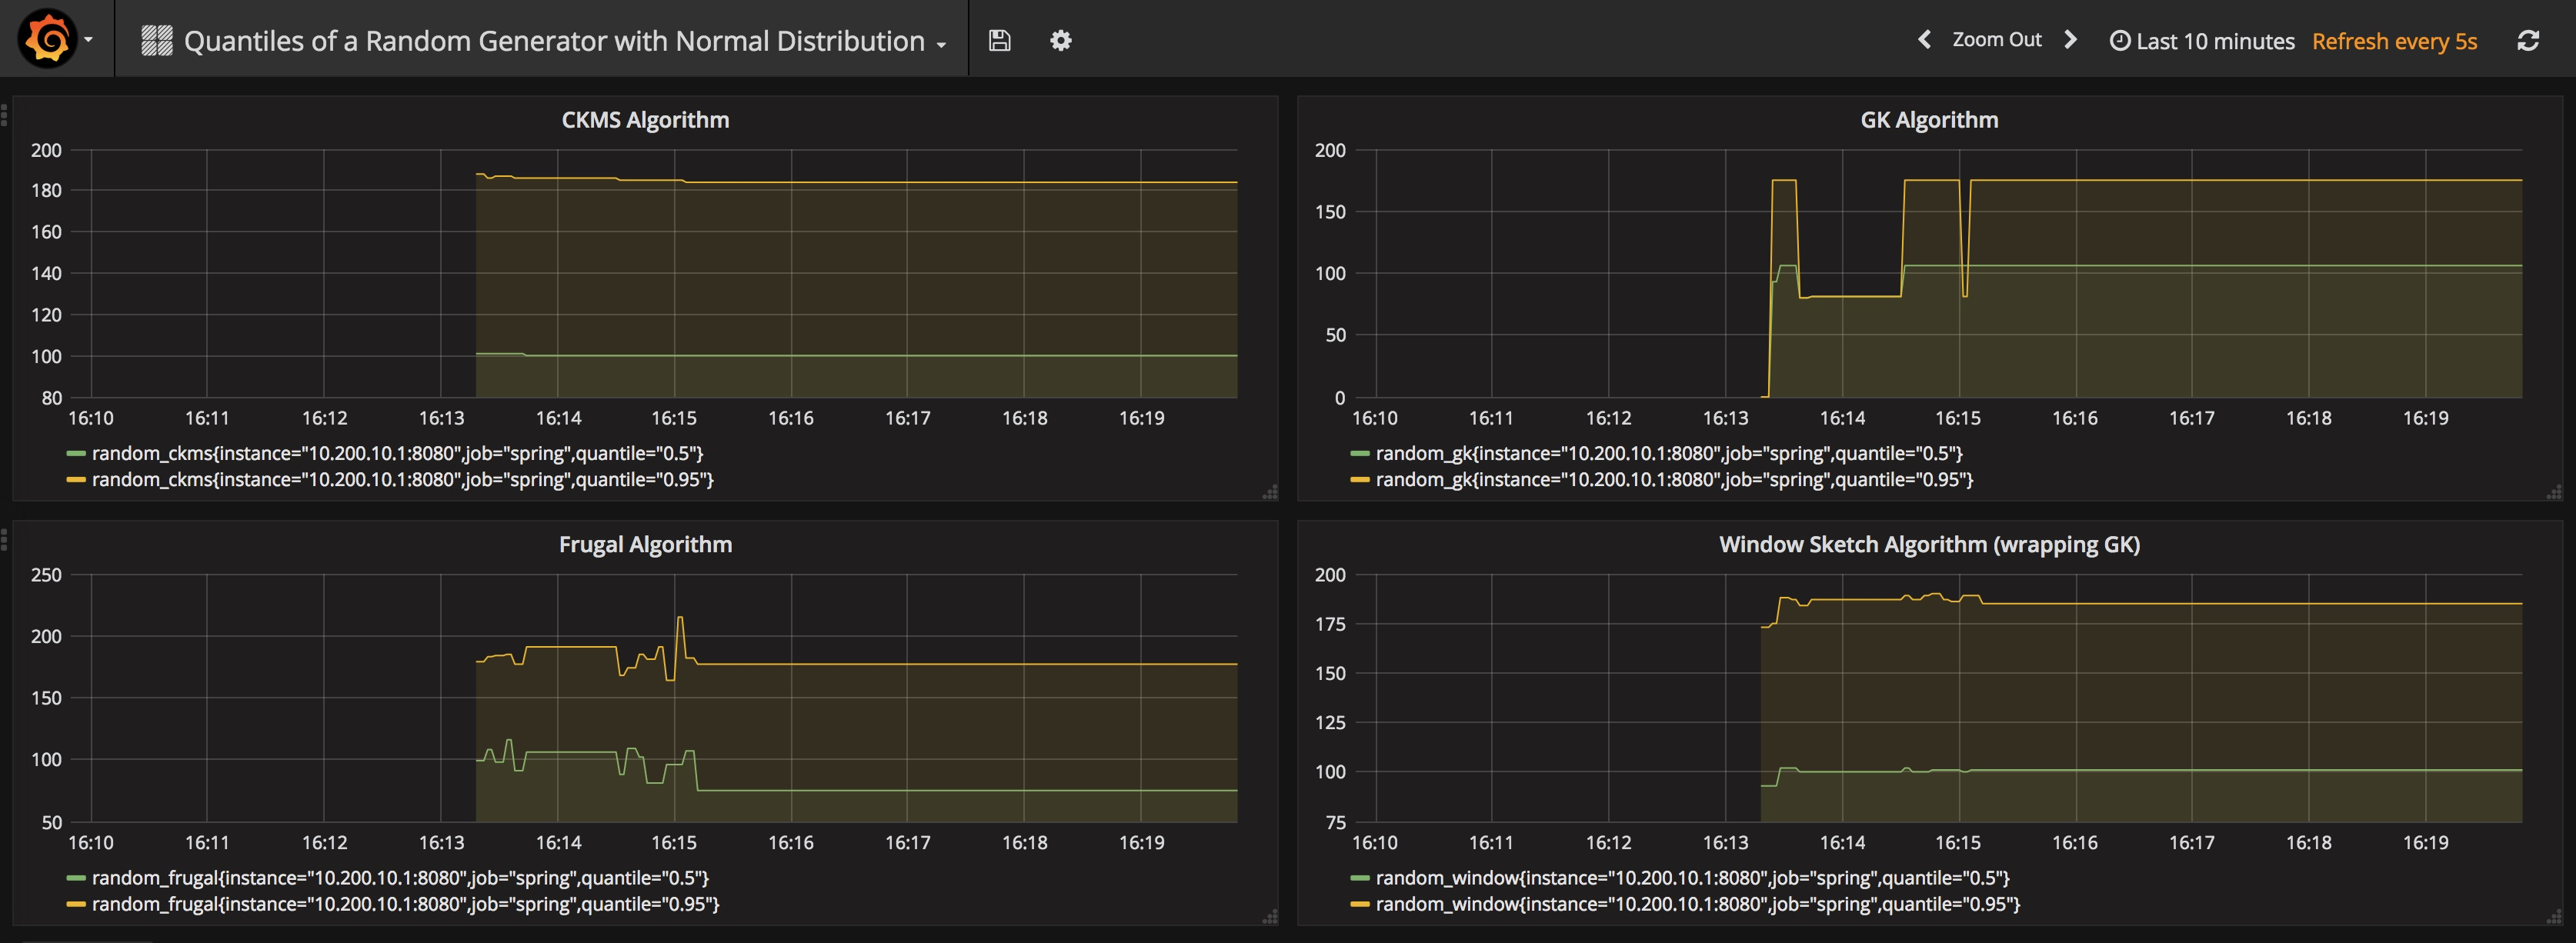 Quantiles of a Random Generator with Normal Distribution
Zoom Out
Last 10 minutes Refresh every 5s
CKMS Algorithm
200
180
160
140
120
100
80
16:10 16:11 16:12 16:13 16:14 16:15 16:16 16:17 16:18 16:19
random_ckms{instance="10.200.10.1:8080",job="spring",quantile="0.5"}
random_ckms{instance="10.200.10.1:8080",job="spring",quantile="0.95"}
GK Algorithm
200
150
100
50
0
16:10 16:11 16:12 16:13 16:14 16:15 16:16 16:17 16:18 16:19
random_gk{instance="10.200.10.1:8080",job="spring",quantile="0.5"}
random_gk{instance="10.200.10.1:8080",job="spring",quantile="0.95"}
Frugal Algorithm
250
200
150
100
50
16:10 16:11 16:12 16:13 16:14 16:15 16:16 16:17 16:18 16:19
random_frugal{instance="10.200.10.1:8080",job="spring",quantile="0.5"}
random_frugal{instance="10.200.10.1:8080",job="spring",quantile="0.95"}
Window Sketch Algorithm (wrapping GK)
200
175
150
125
100
75
16:10 16:11 16:12 16:13 16:14 16:15 16:16 16:17 16:18 16:19
random_window{instance="10.200.10.1:8080",job="spring",quantile="0.5"}
random_window{instance="10.200.10.1:8080",job="spring",quantile="0.95"}